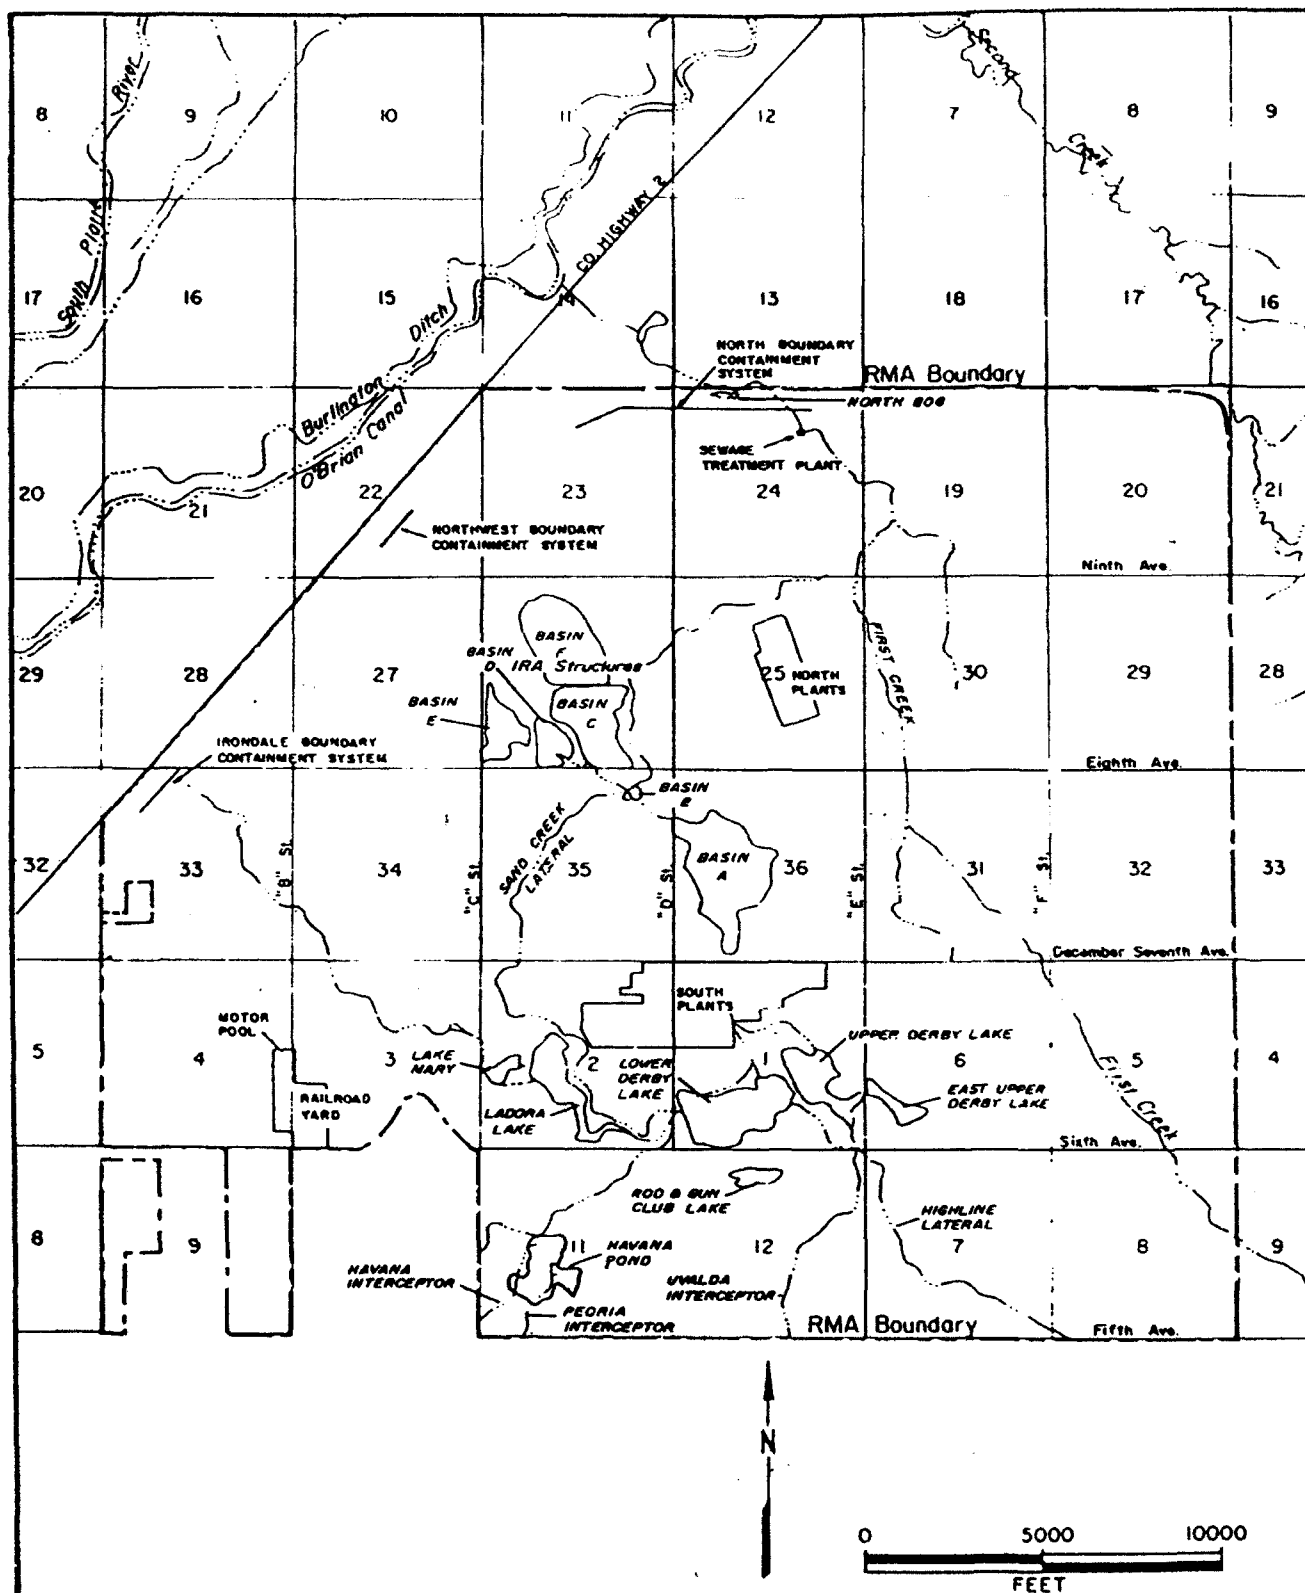 8
9
10
11
12
7
8
9
River
South Platte
Second
Creek
CO. HIGHWAY 2
17
16
15
14
13
18
17
16
Burlington Ditch
O'Brian Canal
NORTH BOUNDARY
CONTAINMENT
SYSTEM
RMA Boundary
NORTH BOG
SEWAGE
TREATMENT PLANT
20
21
22
23
24
19
20
21
NORTHWEST BOUNDARY
CONTAINMENT SYSTEM
Ninth Ave.
BASIN
F
BASIN
D
IRA Structures
29
28
27
25
NORTH
PLANTS
FIRST CREEK
30
29
28
BASIN
E
BASIN
C
IRONDALE BOUNDARY
CONTAINMENT SYSTEM
Eighth Ave.
BASIN
B
SAND CREEK
LATERAL
32
33
"B" St.
34
"C" St.
35
"D" St.
BASIN
A
36
"E" St.
31
"F" St.
32
33
December Seventh Ave.
MOTOR
POOL
SOUTH
PLANTS
UPPER DERBY LAKE
5
4
3
LAKE
MARY
2
LOWER
DERBY
LAKE
1
6
5
4
First Creek
EAST UPPER
DERBY LAKE
RAILROAD
YARD
LADORA
LAKE
Sixth Ave.
ROD & GUN
CLUB LAKE
HIGHLINE
LATERAL
8
9
11
HAVANA
POND
12
7
8
9
HAVANA
INTERCEPTOR
UVALDA
INTERCEPTOR
PEORIA
INTERCEPTOR
RMA Boundary
Fifth Ave.
N
0
5000
10000
FEET